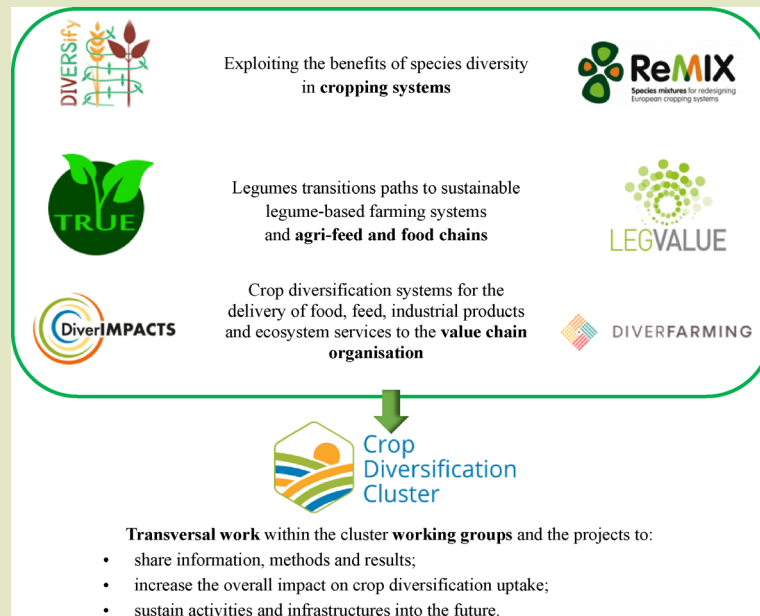 DIVERSify
Exploiting the benefits of species diversity
in cropping systems
ReMIX
Species mixtures for redesigning
European cropping systems
TRUE
Legumes transitions paths to sustainable
legume-based farming systems
and agri-feed and food chains
LEGVALUE
DiverIMPACTS
Crop diversification systems for the
delivery of food, feed, industrial products
and ecosystem services to the value chain
organisation
DIVERFARMING
Crop
Diversification
Cluster
Transversal work within the cluster working groups and the projects to:
• share information, methods and results;
• increase the overall impact on crop diversification uptake;
• sustain activities and infrastructures into the future.